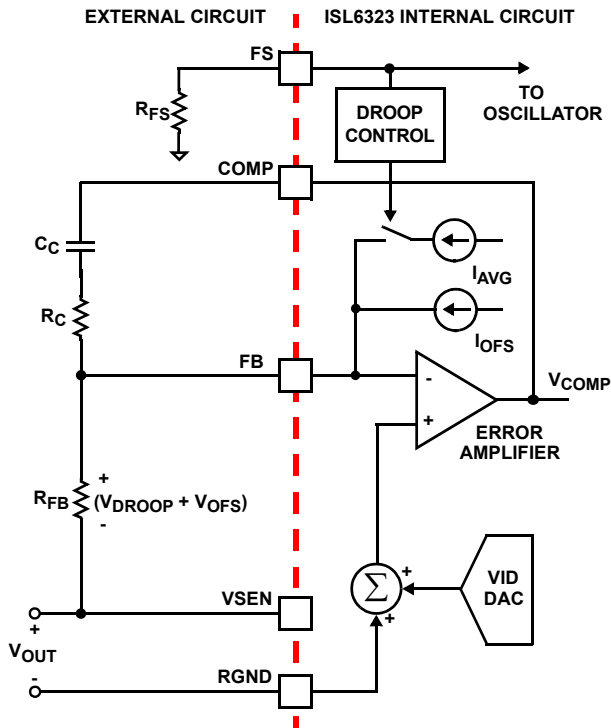 EXTERNAL CIRCUIT
ISL6323 INTERNAL CIRCUIT
FS
RFS
TO
OSCILLATOR
DROOP
CONTROL
COMP
CC
IAVG
RC
IOFS
FB
-
+
VCOMP
ERROR
AMPLIFIER
+
RFB (VDROOP + VOFS)
-
VSEN
+
VOUT
-
Σ
+
+
VID
DAC
RGND